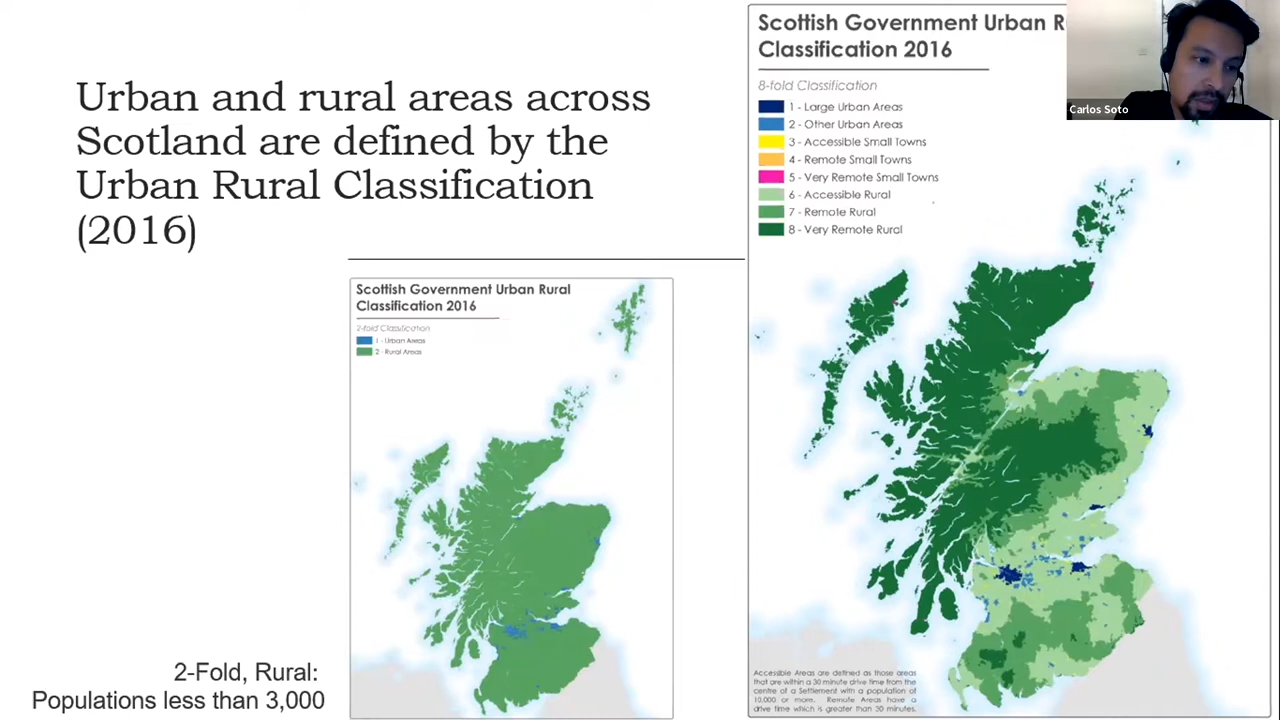 Urban and rural areas across
Scotland are defined by the
Urban Rural Classification
(2016)
Scottish Government Urban Rural
Classification 2016
2-fold Classification
1 - Urban Areas
2 - Rural Areas
2-Fold, Rural:
Populations less than 3,000
Scottish Government Urban R
Classification 2016
8-fold Classification
1 - Large Urban Areas
2 - Other Urban Areas
3 - Accessible Small Towns
4 - Remote Small Towns
5 - Very Remote Small Towns
6 - Accessible Rural
7 - Remote Rural
8 - Very Remote Rural
Accessible Areas are defined as those areas
that are within a 30 minute drive time from the
centre of a Settlement with a population of
10,000 or more. Remote Areas have a
drive time which is greater than 30 minutes.
Carlos Soto